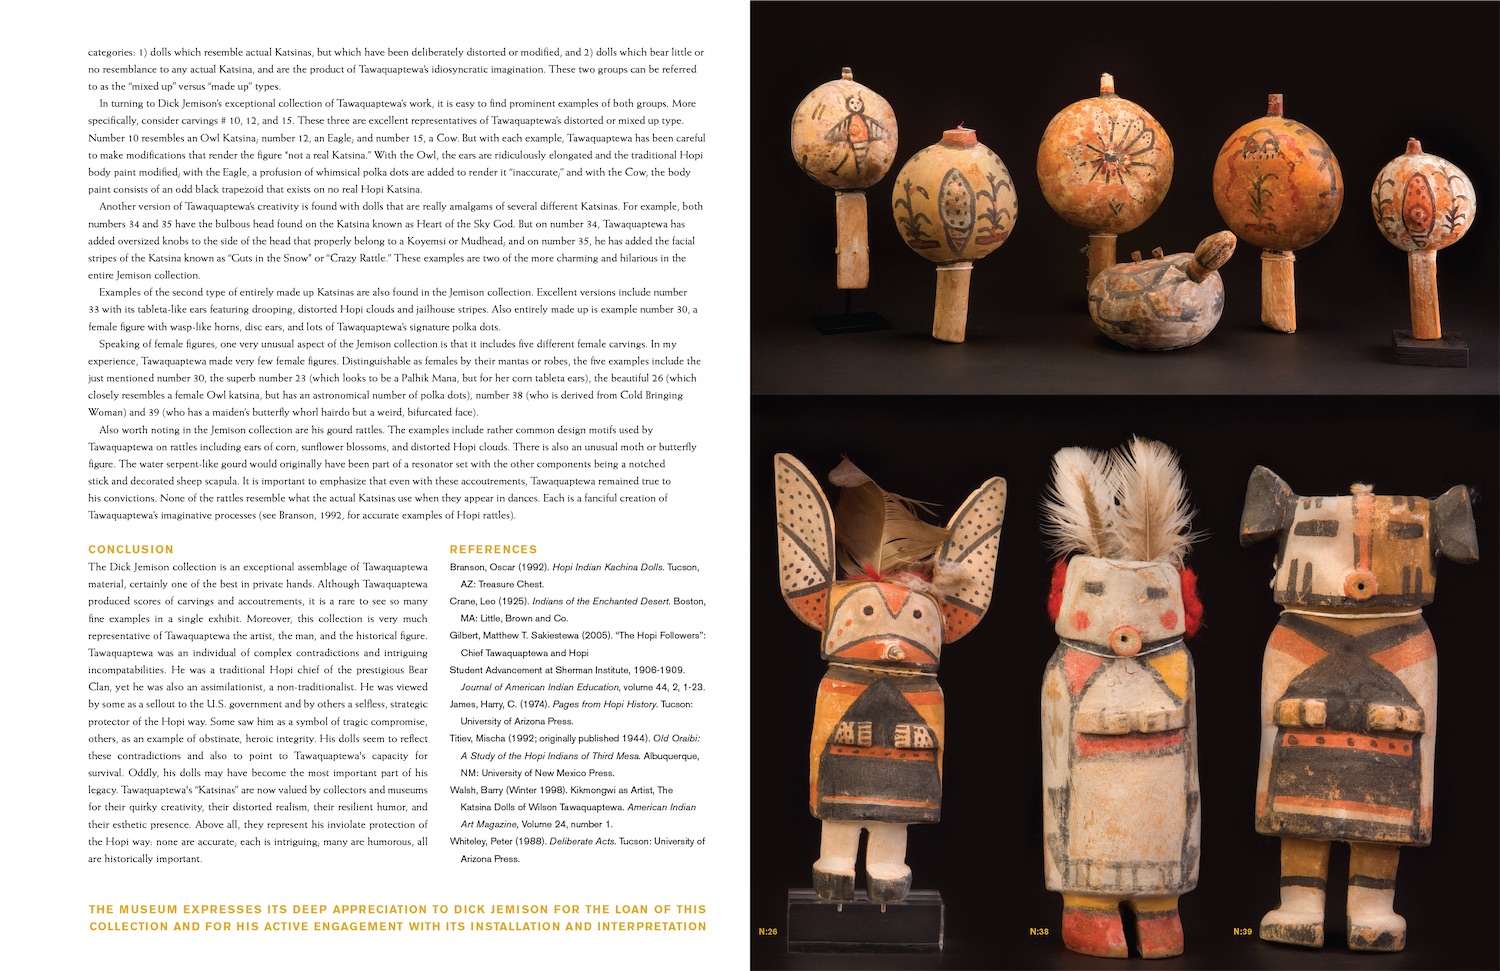 categories: 1) dolls which resemble actual Katsinas, but which have been deliberately distorted or modified, and 2) dolls which bear little or
no resemblance to any actual Katsina, and are the product of Tawaquaptewa's idiosyncratic imagination. These two groups can be referred
to as the "mixed up" versus "made up" types.
In turning to Dick Jemison's exceptional collection of Tawaquaptewa's work, it is easy to find prominent examples of both groups. More
specifically, consider carvings # 10, 12, and 15. These three are excellent representatives of Tawaquaptewa's distorted or mixed up type.
Number 10 resembles an Owl Katsina; number 12, an Eagle; and number 15, a Cow. But with each example, Tawaquaptewa has been careful
to make modifications that render the figure "not a real Katsina." With the Owl, the ears are ridiculously elongated and the traditional Hopi
body paint modified; with the Eagle, a profusion of whimsical polka dots are added to render it "inaccurate;" and with the Cow, the body
paint consists of an odd black trapezoid that exists on no real Hopi Katsina.
Another version of Tawaquaptewa's creativity is found with dolls that are really amalgams of several different Katsinas. For example, both
numbers 34 and 35 have the bulbous head found on the Katsina known as Heart of the Sky God. But on number 34, Tawaquaptewa has
added oversized knobs to the side of the head that properly belong to a Koyemsi or Mudhead; and on number 35, he has added the facial
stripes of the Katsina known as "Guts in the Snow" or "Crazy Rattle." These examples are two of the more charming and hilarious in the
entire Jemison collection.
Examples of the second type of entirely made up Katsinas are also found in the Jemison collection. Excellent versions include number
33 with its tableta-like ears featuring drooping, distorted Hopi clouds and jailhouse stripes. Also entirely made up is example number 30, a
female figure with wasp-like horns, disc ears, and lots of Tawaquaptewa's signature polka dots.
Speaking of female figures, one very unusual aspect of the Jemison collection is that it includes five different female carvings. In my
experience, Tawaquaptewa made very few female figures. Distinguishable as females by their mantas or robes, the five examples include the
just mentioned number 30, the superb number 23 (which looks to be a Palhik Mana, but for her corn tableta ears), the beautiful 26 (which
closely resembles a female Owl katsina, but has an astronomical number of polka dots), number 38 (who is derived from Cold Bringing
Woman) and 39 (who has a maiden's butterfly whorl hairdo but a weird, bifurcated face).
Also worth noting in the Jemison collection are his gourd rattles. The examples include rather common design motifs used by
Tawaquaptewa on rattles including ears of corn, sunflower blossoms, and distorted Hopi clouds. There is also an unusual moth or butterfly
figure. The water serpent-like gourd would originally have been part of a resonator set with the other components being a notched
stick and decorated sheep scapula. It is important to emphasize that even with these accoutrements, Tawaquaptewa remained true to
his convictions. None of the rattles resemble what the actual Katsinas use when they appear in dances. Each is a fanciful creation of
Tawaquaptewa's imaginative processes (see Branson, 1992, for accurate examples of Hopi rattles).
CONCLUSION
The Dick Jemison collection is an exceptional assemblage of Tawaquaptewa
material, certainly one of the best in private hands. Although Tawaquaptewa
produced scores of carvings and accoutrements, it is a rare to see so many
fine examples in a single exhibit. Moreover, this collection is very much
representative of Tawaquaptewa the artist, the man, and the historical figure.
Tawaquaptewa was an individual of complex contradictions and intriguing
incompatabilities. He was a traditional Hopi chief of the prestigious Bear
Clan, yet he was also an assimilationist, a non-traditionalist. He was viewed
by some as a sellout to the U.S. government and by others a selfless, strategic
protector of the Hopi way. Some saw him as a symbol of tragic compromise,
others, as an example of obstinate, heroic integrity. His dolls seem to reflect
these contradictions and also to point to Tawaquaptewa's capacity for
survival. Oddly, his dolls may have become the most important part of his
legacy. Tawaquaptewa's "Katsinas" are now valued by collectors and museums
for their quirky creativity, their distorted realism, their resilient humor, and
their esthetic presence. Above all, they represent his inviolate protection of
the Hopi way: none are accurate; each is intriguing; many are humorous, all
are historically important.
REFERENCES
Branson, Oscar (1992). Hopi Indian Kachina Dolls. Tucson,
AZ: Treasure Chest.
Crane, Leo (1925). Indians of the Enchanted Desert. Boston,
MA: Little, Brown and Co.
Gilbert, Matthew T. Sakiestewa (2005). "The Hopi Followers":
Chief Tawaquaptewa and Hopi
Student Advancement at Sherman Institute, 1906-1909.
Journal of American Indian Education, volume 44, 2, 1-23.
James, Harry, C. (1974). Pages from Hopi History. Tucson:
University of Arizona Press.
Titiev, Mischa (1992; originally published 1944). Old Oraibi:
A Study of the Hopi Indians of Third Mesa. Albuquerque,
NM: University of New Mexico Press.
Walsh, Barry (Winter 1998). Kikmongwi as Artist, The
Katsina Dolls of Wilson Tawaquaptewa. American Indian
Art Magazine, Volume 24, number 1.
Whiteley, Peter (1988). Deliberate Acts. Tucson: University of
Arizona Press.
THE MUSEUM EXPRESSES ITS DEEP APPRECIATION TO DICK JEMISON FOR THE LOAN OF THIS
COLLECTION AND FOR HIS ACTIVE ENGAGEMENT WITH ITS INSTALLATION AND INTERPRETATION
N:26
N:38
N:39